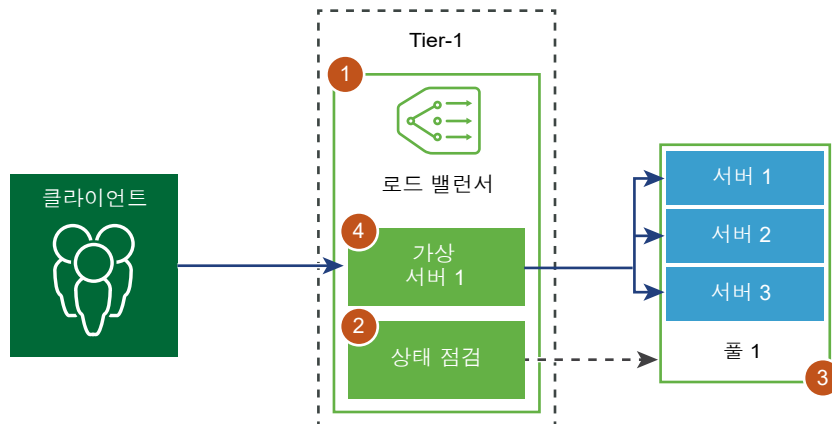 Tier-1
1
로드 밸런서
클라이언트
4
가상
서버 1
2
상태 점검
서버 1
서버 2
서버 3
풀 1
3